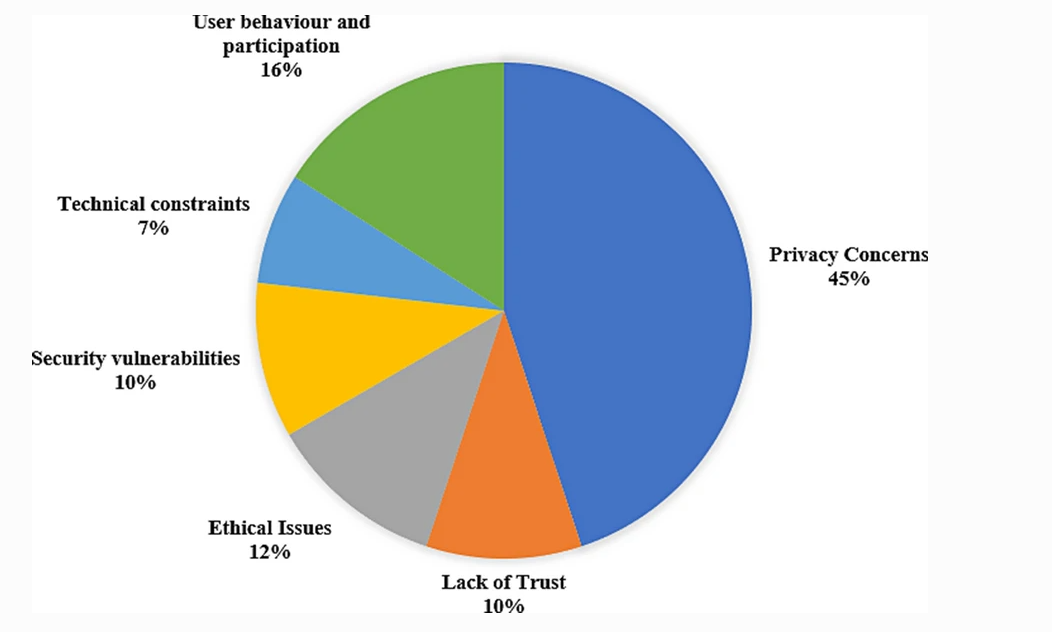 User behaviour and
participation
16%
Technical constraints
7%
Privacy Concerns
45%
Security vulnerabilities
10%
Ethical Issues
12%
Lack of Trust
10%